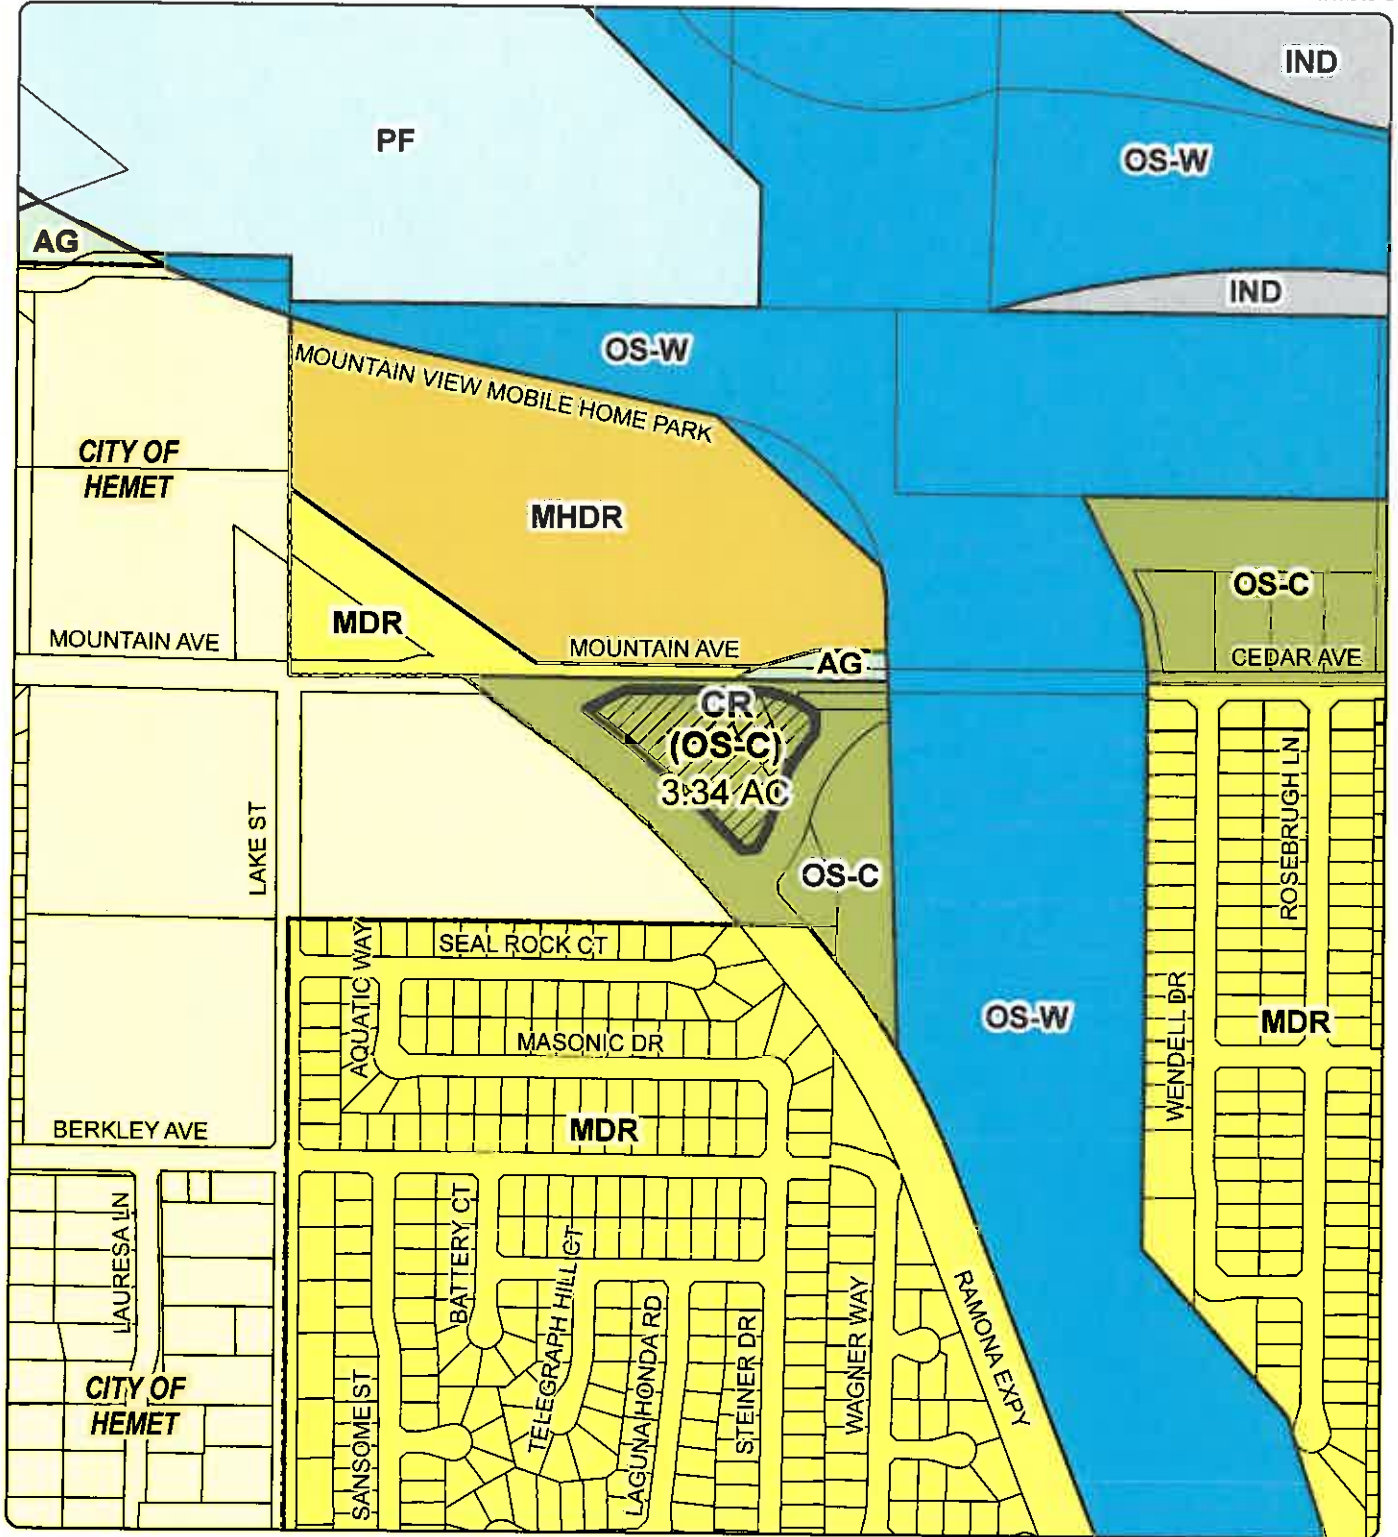 IND
PF
OS-W
AG
IND
OS-W
MOUNTAIN VIEW MOBILE HOME PARK
CITY OF
HEMET
MHDR
OS-C
MDR
MOUNTAIN AVE
MOUNTAIN AVE
AG
CEDAR AVE
CR
(OS-C)
3.34 AC
LAKE ST
ROSEBRUGH LN
OS-C
SEAL ROCK CT
AQUATIC WAY
WENDELL DR
OS-W
MDR
MASONIC DR
BERKLEY AVE
MDR
LAURESA LN
BATTERY CT
TELEGRAPH HILL CT
LAGUNA HONDA RD
STEINER DR
WAGNER WAY
RAMONA EXPY
CITY OF
HEMET
SANSOME ST